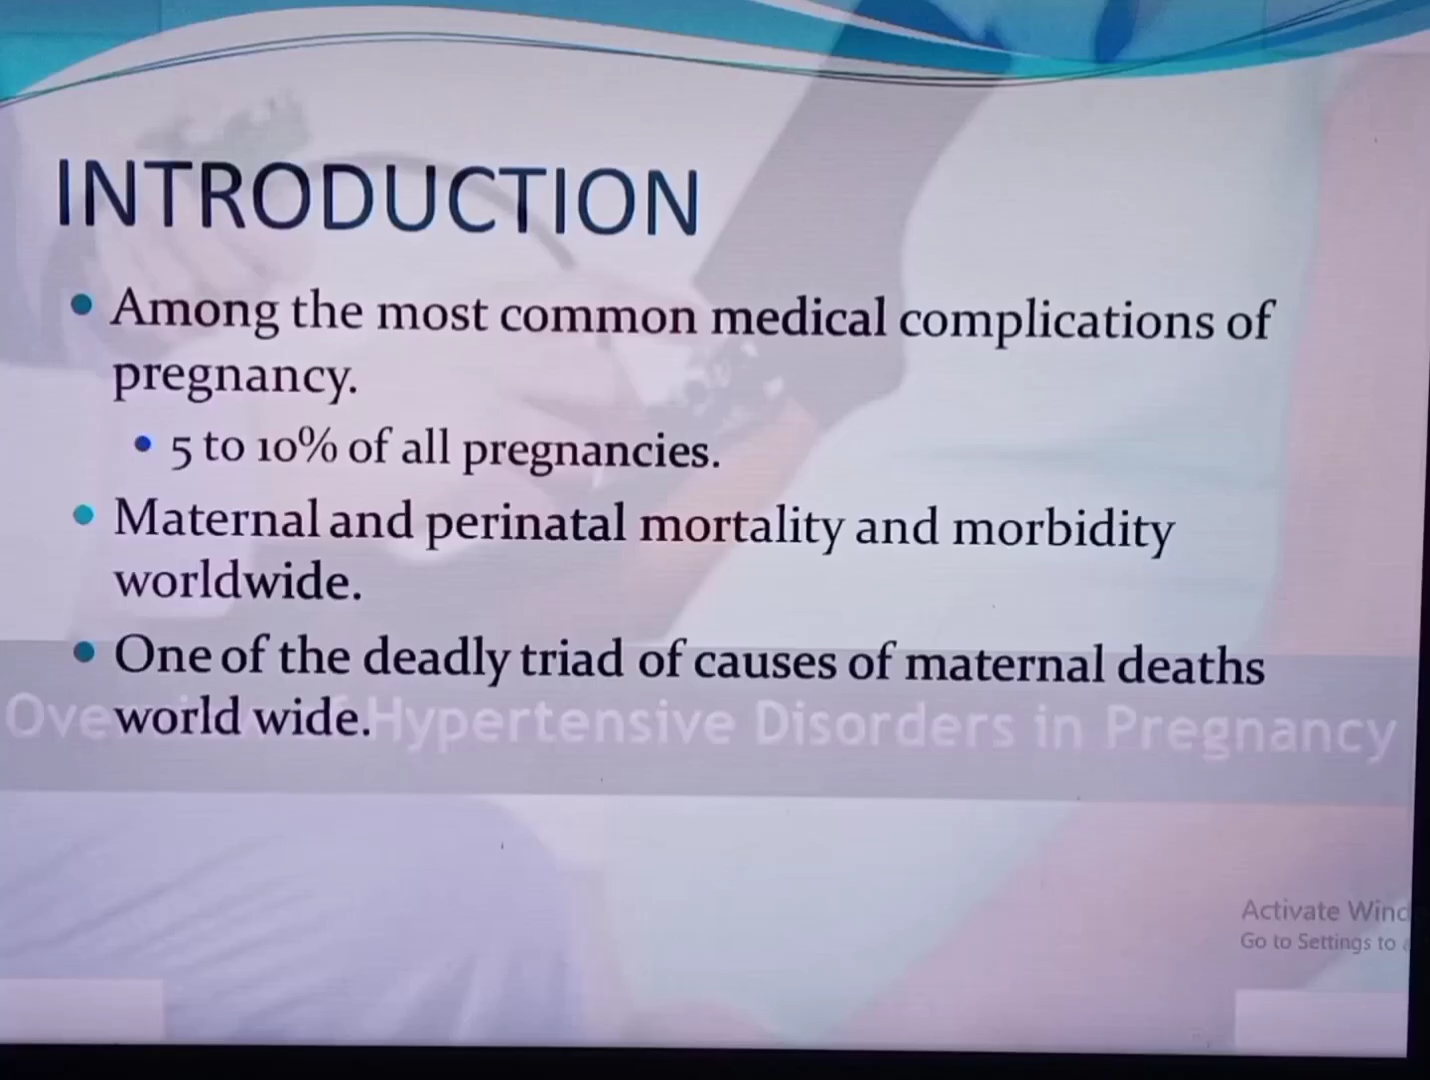 INTRODUCTION
• Among the most common medical complications of
pregnancy.
• 5 to 10% of all pregnancies.
• Maternal and perinatal mortality and morbidity
worldwide.
• One of the deadly triad of causes of maternal deaths
world wide.
Hypertensive Disorders in Pregnancy
Activate Wind
Go to Settings to